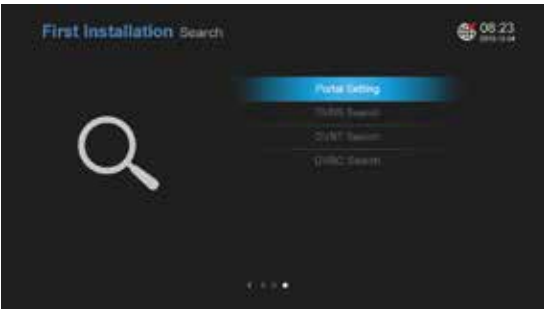 First Installation Search
08:23
Portal Setting
DVBS Search
DVBT Search
DVBC Search